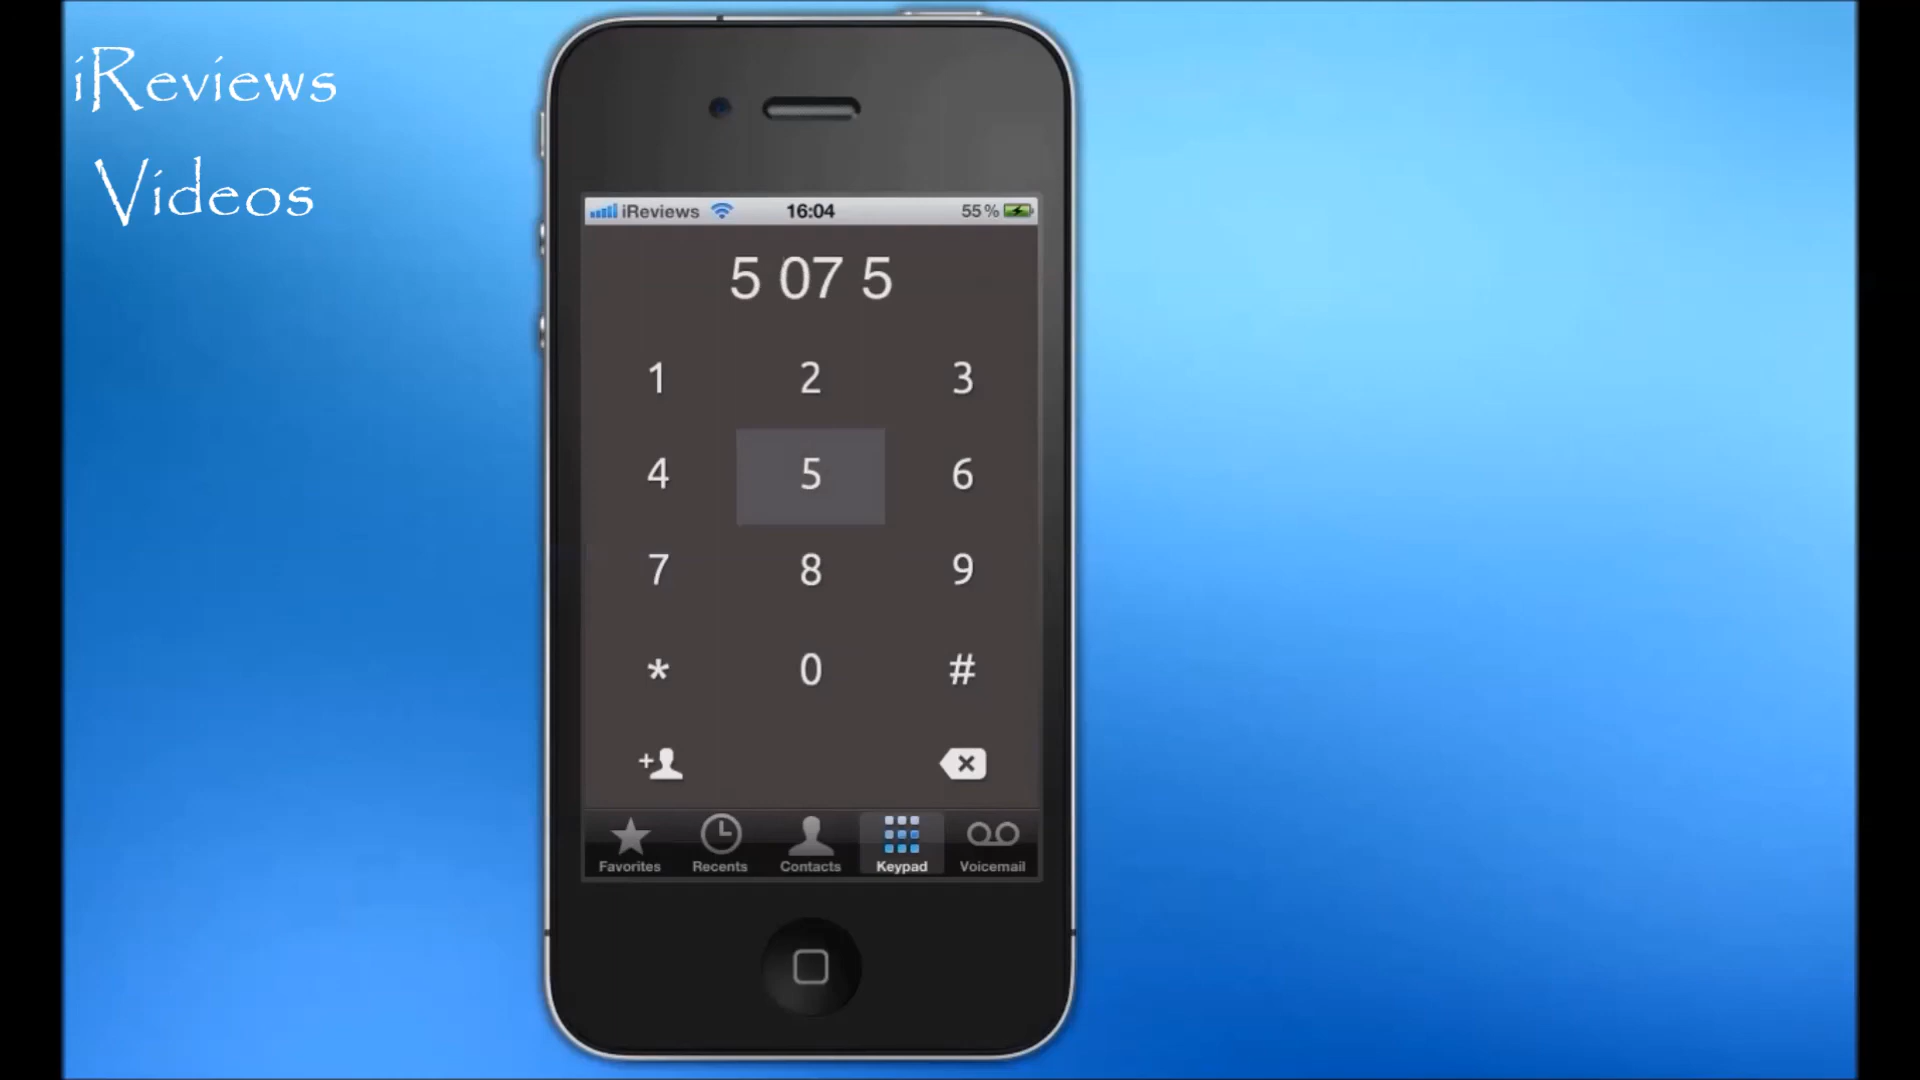 iReviews
Videos
iReviews 16:04 55%
5 07 5
1 2 3
4 5 6
7 8 9
* 0 #
+
Favorites Recents Contacts Keypad Voicemail